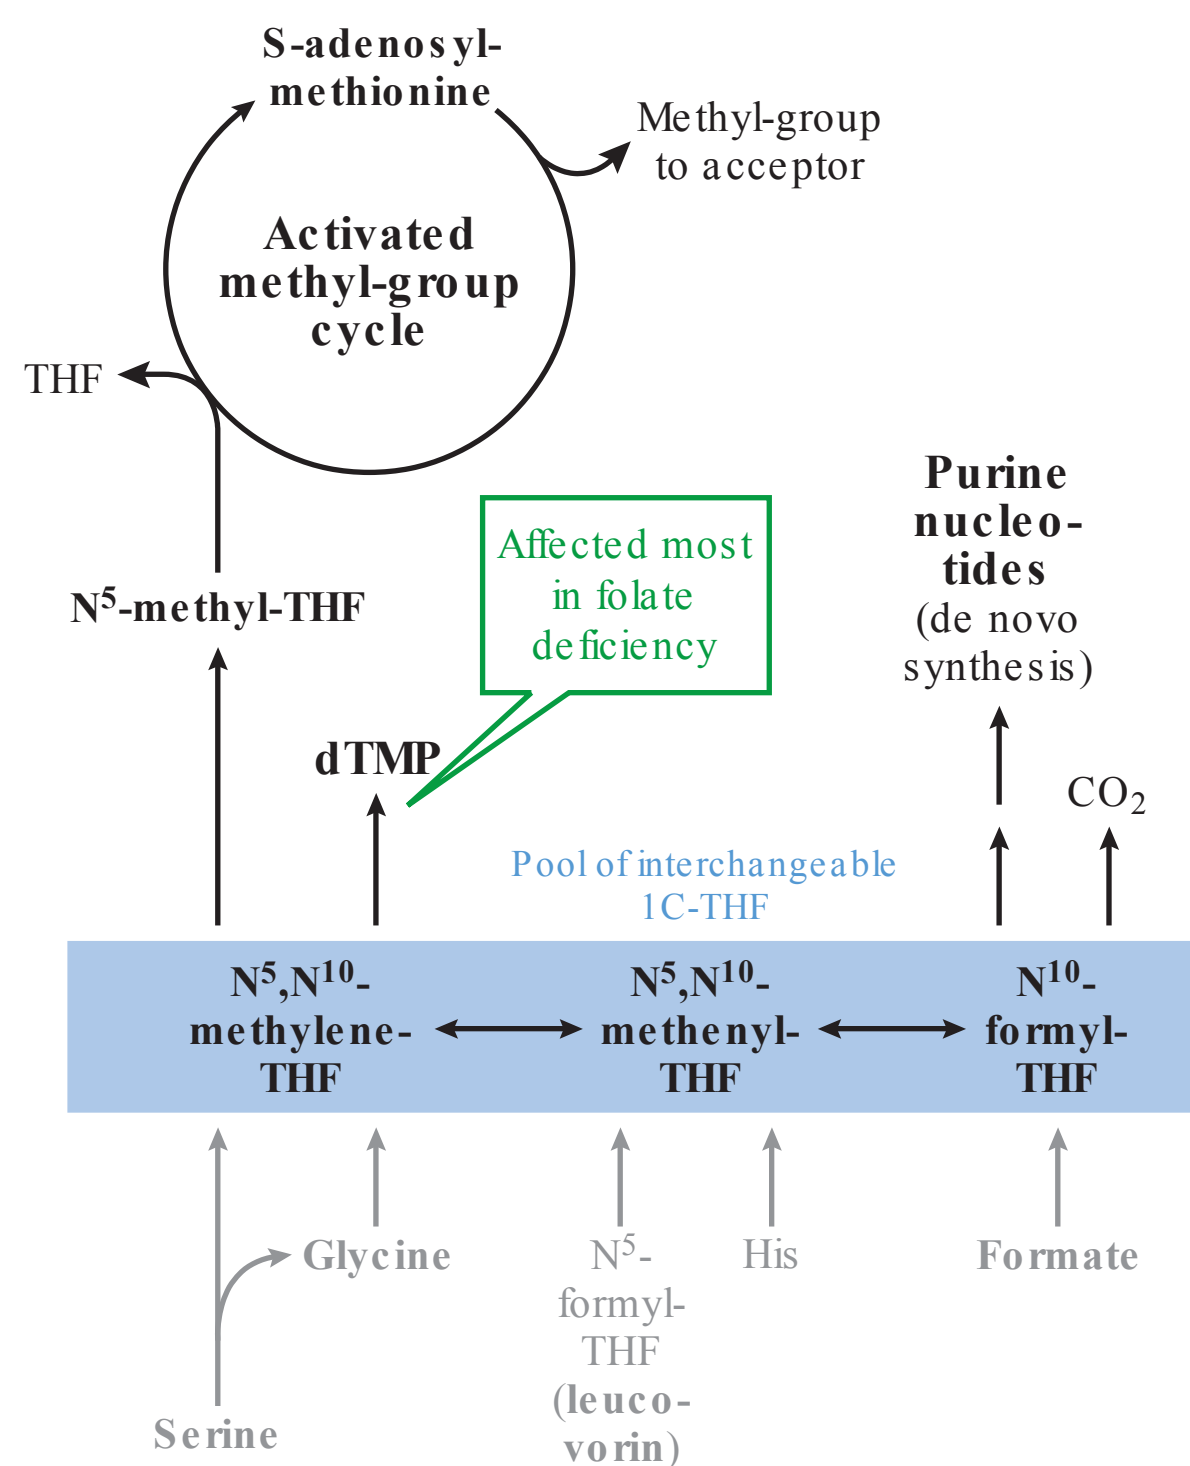 S-adenosyl-
methionine
Methyl-group
to acceptor
Activated
methyl-group
cycle
THF
Purine
nucleo-
tides
(de novo
synthesis)
Affected most
in folate
deficiency
N⁵-methyl-THF
dTMP
CO₂
Pool of interchangeable
1C-THF
N⁵,N¹⁰-
methylene-
THF
N⁵,N¹⁰-
methenyl-
THF
N¹⁰-
formyl-
THF
Glycine
N⁵-
formyl-
THF
(leuco-
vorin)
His
Formate
Serine